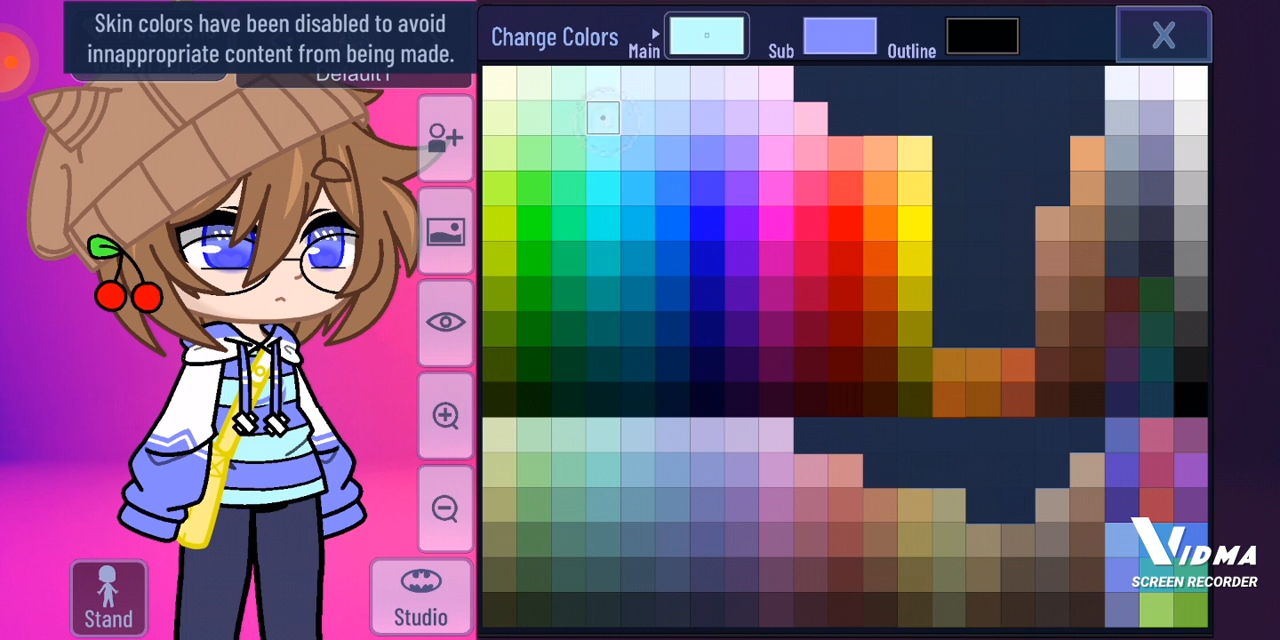 Skin colors have been disabled to avoid
innappropriate content from being made.
Default1
Change Colors
Main
Sub
Outline
X
Stand
Studio
VIDMA
SCREEN RECORDER